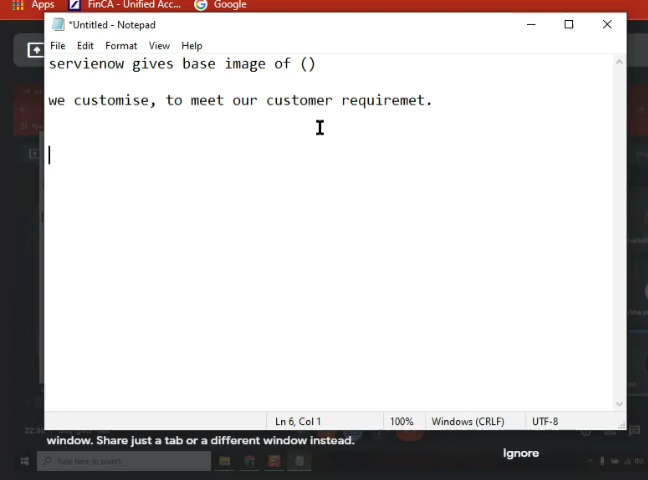 Apps FinCA - Unified Acc... Google
*Untitled - Notepad
File Edit Format View Help
servienow gives base image of ()
we customise, to meet our customer requiremet.
Ln 6, Col 1 100% Windows (CRLF) UTF-8
window. Share just a tab or a different window instead.
Ignore
Type here to search